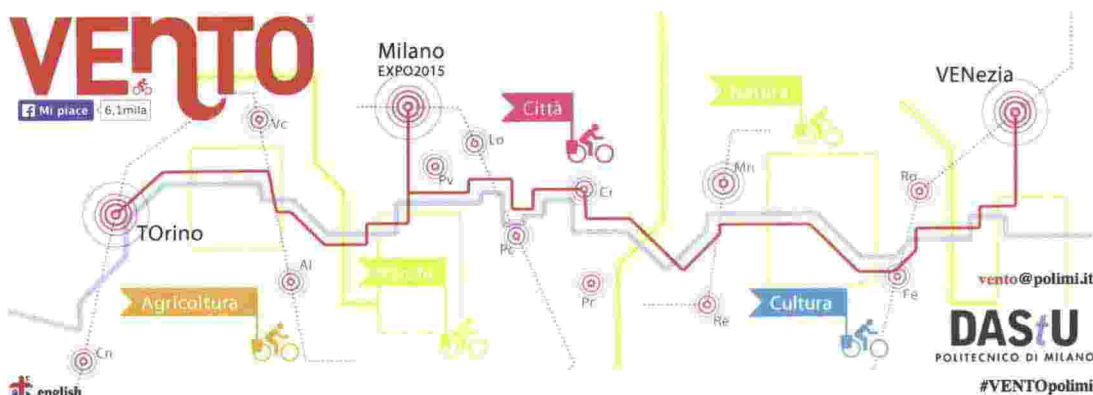 VENTO
Mi piace 6,1mila
Milano
EXPO2015
Città
Natura
VENezia
Vc
Lo
Pv
Cr
Mn
Ro
TOrino
Pc
Al
Agricoltura
Pr
Re
Cultura
Fe
Cn
vento@polimi.it
DAStU
POLITECNICO DI MILANO
english
#VENTOpolimi